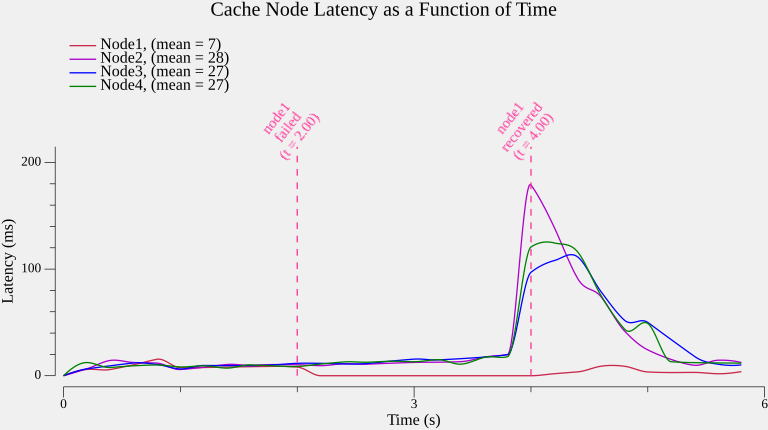 Cache Node Latency as a Function of Time
Node1, (mean = 7)
Node2, (mean = 28)
Node3, (mean = 27)
Node4, (mean = 27)
node1
failed
(t = 2.00)
node1
recovered
(t = 4.00)
200
100
0
Latency (ms)
0
3
6
Time (s)